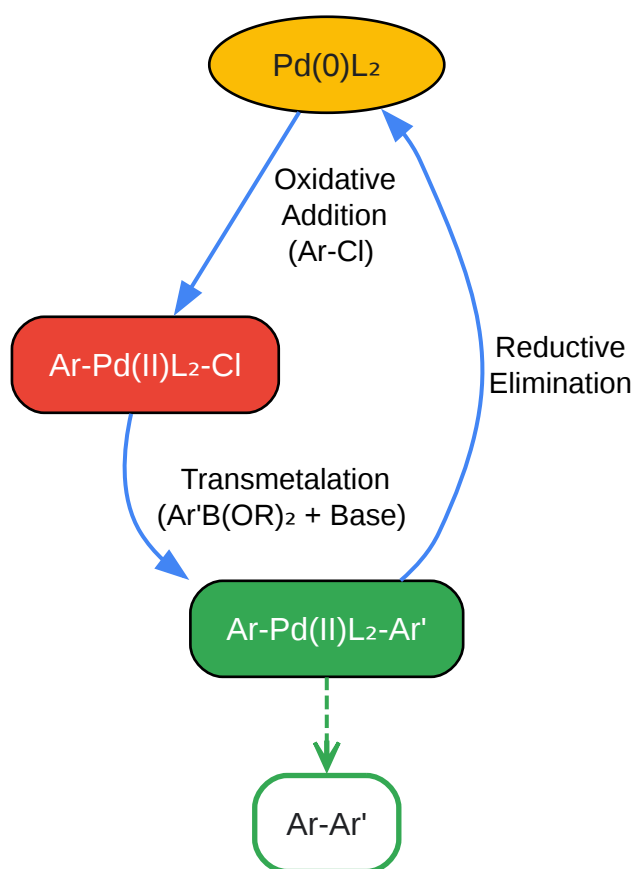 Pd(0)L₂
Oxidative
Addition
(Ar-Cl)
Ar-Pd(II)L₂-Cl
Reductive
Elimination
Transmetalation
(Ar'B(OR)₂ + Base)
Ar-Pd(II)L₂-Ar'
Ar-Ar'